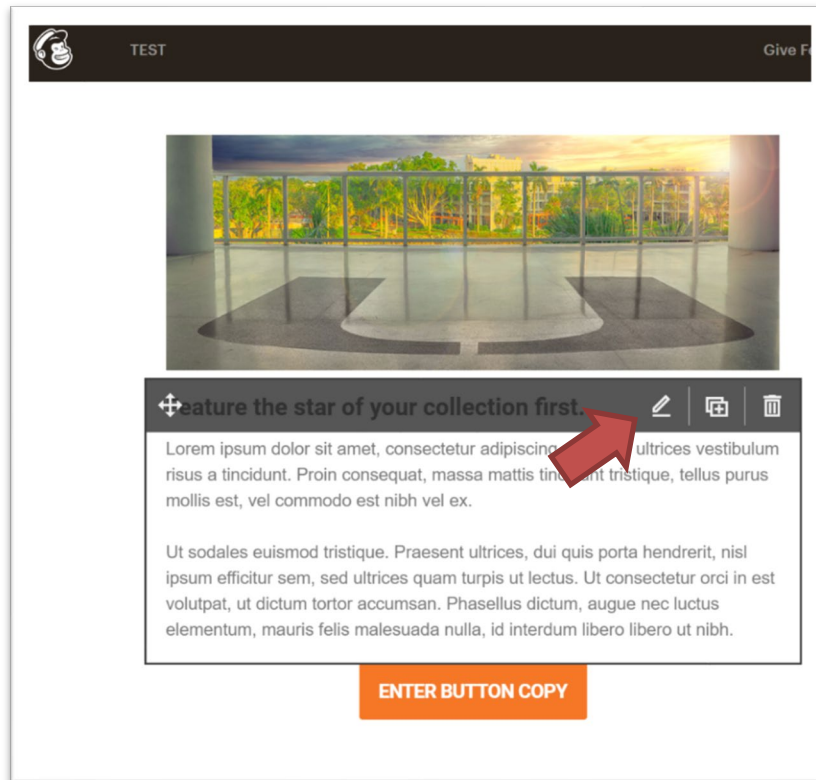 TEST
Give
eature the star of your collection first.
Lorem ipsum dolor sit amet, consectetur adipiscing ultrices vestibulum
risus a tincidunt. Proin consequat, massa mattis tristique, tellus purus
mollis est, vel commodo est nibh vel ex.
Ut sodales euismod tristique. Praesent ultrices, dui quis porta hendrerit, nisl
ipsum efficitur sem, sed ultrices quam turpis ut lectus. Ut consectetur orci in est
volutpat, ut dictum tortor accumsan. Phasellus dictum, augue nec luctus
elementum, mauris felis malesuada nulla, id interdum libero libero ut nibh.
ENTER BUTTON COPY